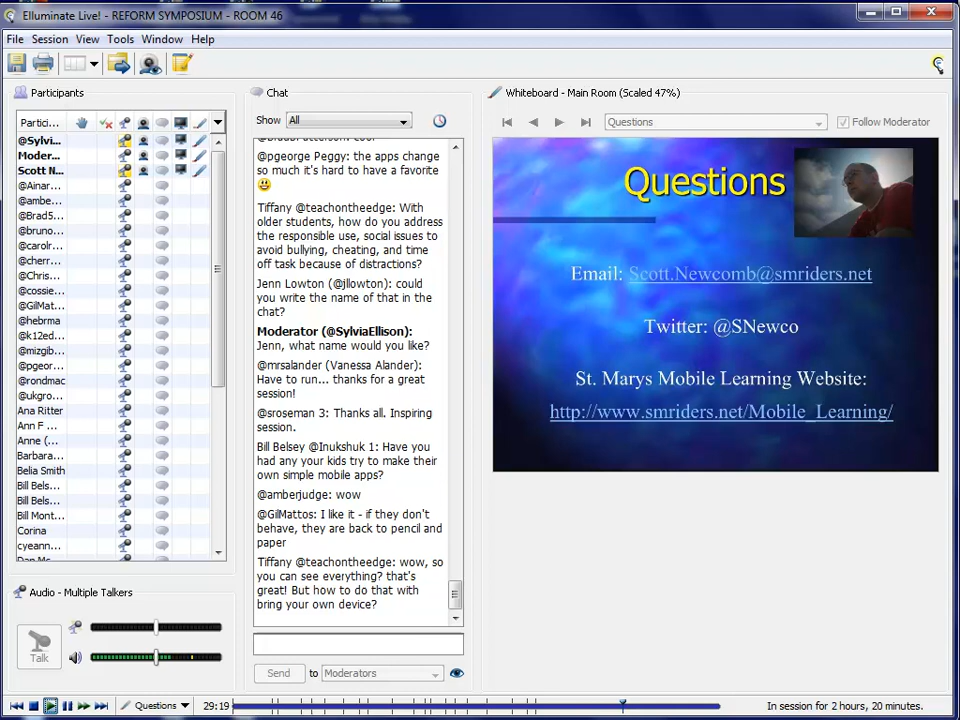 Elluminate Live! - REFORM SYMPOSIUM - ROOM 46
File Session View Tools Window Help
Participants
Partici...
@Sylvi...
Moder...
Scott N...
@Ainar...
@ambe...
@Brad5...
@bruno...
@carolr...
@cherr...
@Chris...
@cossie...
@GilMat...
@hebrma
@k12ed...
@mizgib...
@pgeor...
@rondmac
@ukgro...
Ana Ritter
Ann F ...
Anne (...
Barbara...
Belia Smith
Bill Bels...
Bill Bels...
Bill Mont...
Corina
cyeann...
Audio - Multiple Talkers
Talk
Chat
Show All
@pgeorge Peggy: the apps change
so much it's hard to have a favorite
Tiffany @teachontheedge: With
older students, how do you address
the responsible use, social issues to
avoid bullying, cheating, and time
off task because of distractions?
Jenn Lowton (@jllowton): could
you write the name of that in the
chat?
Moderator (@SylviaEllison):
Jenn, what name would you like?
@mrsalander (Vanessa Alander):
Have to run... thanks for a great
session!
@sroseman 3: Thanks all. Inspiring
session.
Bill Belsey @Inukshuk 1: Have you
had any your kids try to make their
own simple mobile apps?
@amberjudge: wow
@GilMattos: I like it - if they don't
behave, they are back to pencil and
paper
Tiffany @teachontheedge: wow, so
you can see everything? that's
great! But how to do that with
bring your own device?
Send to Moderators
Whiteboard - Main Room (Scaled 47%)
Questions
Follow Moderator
Questions
Email: Scott.Newcomb@smriders.net
Twitter: @SNewco
St. Marys Mobile Learning Website:
http://www.smriders.net/Mobile_Learning/
Questions 29:19
In session for 2 hours, 20 minutes.